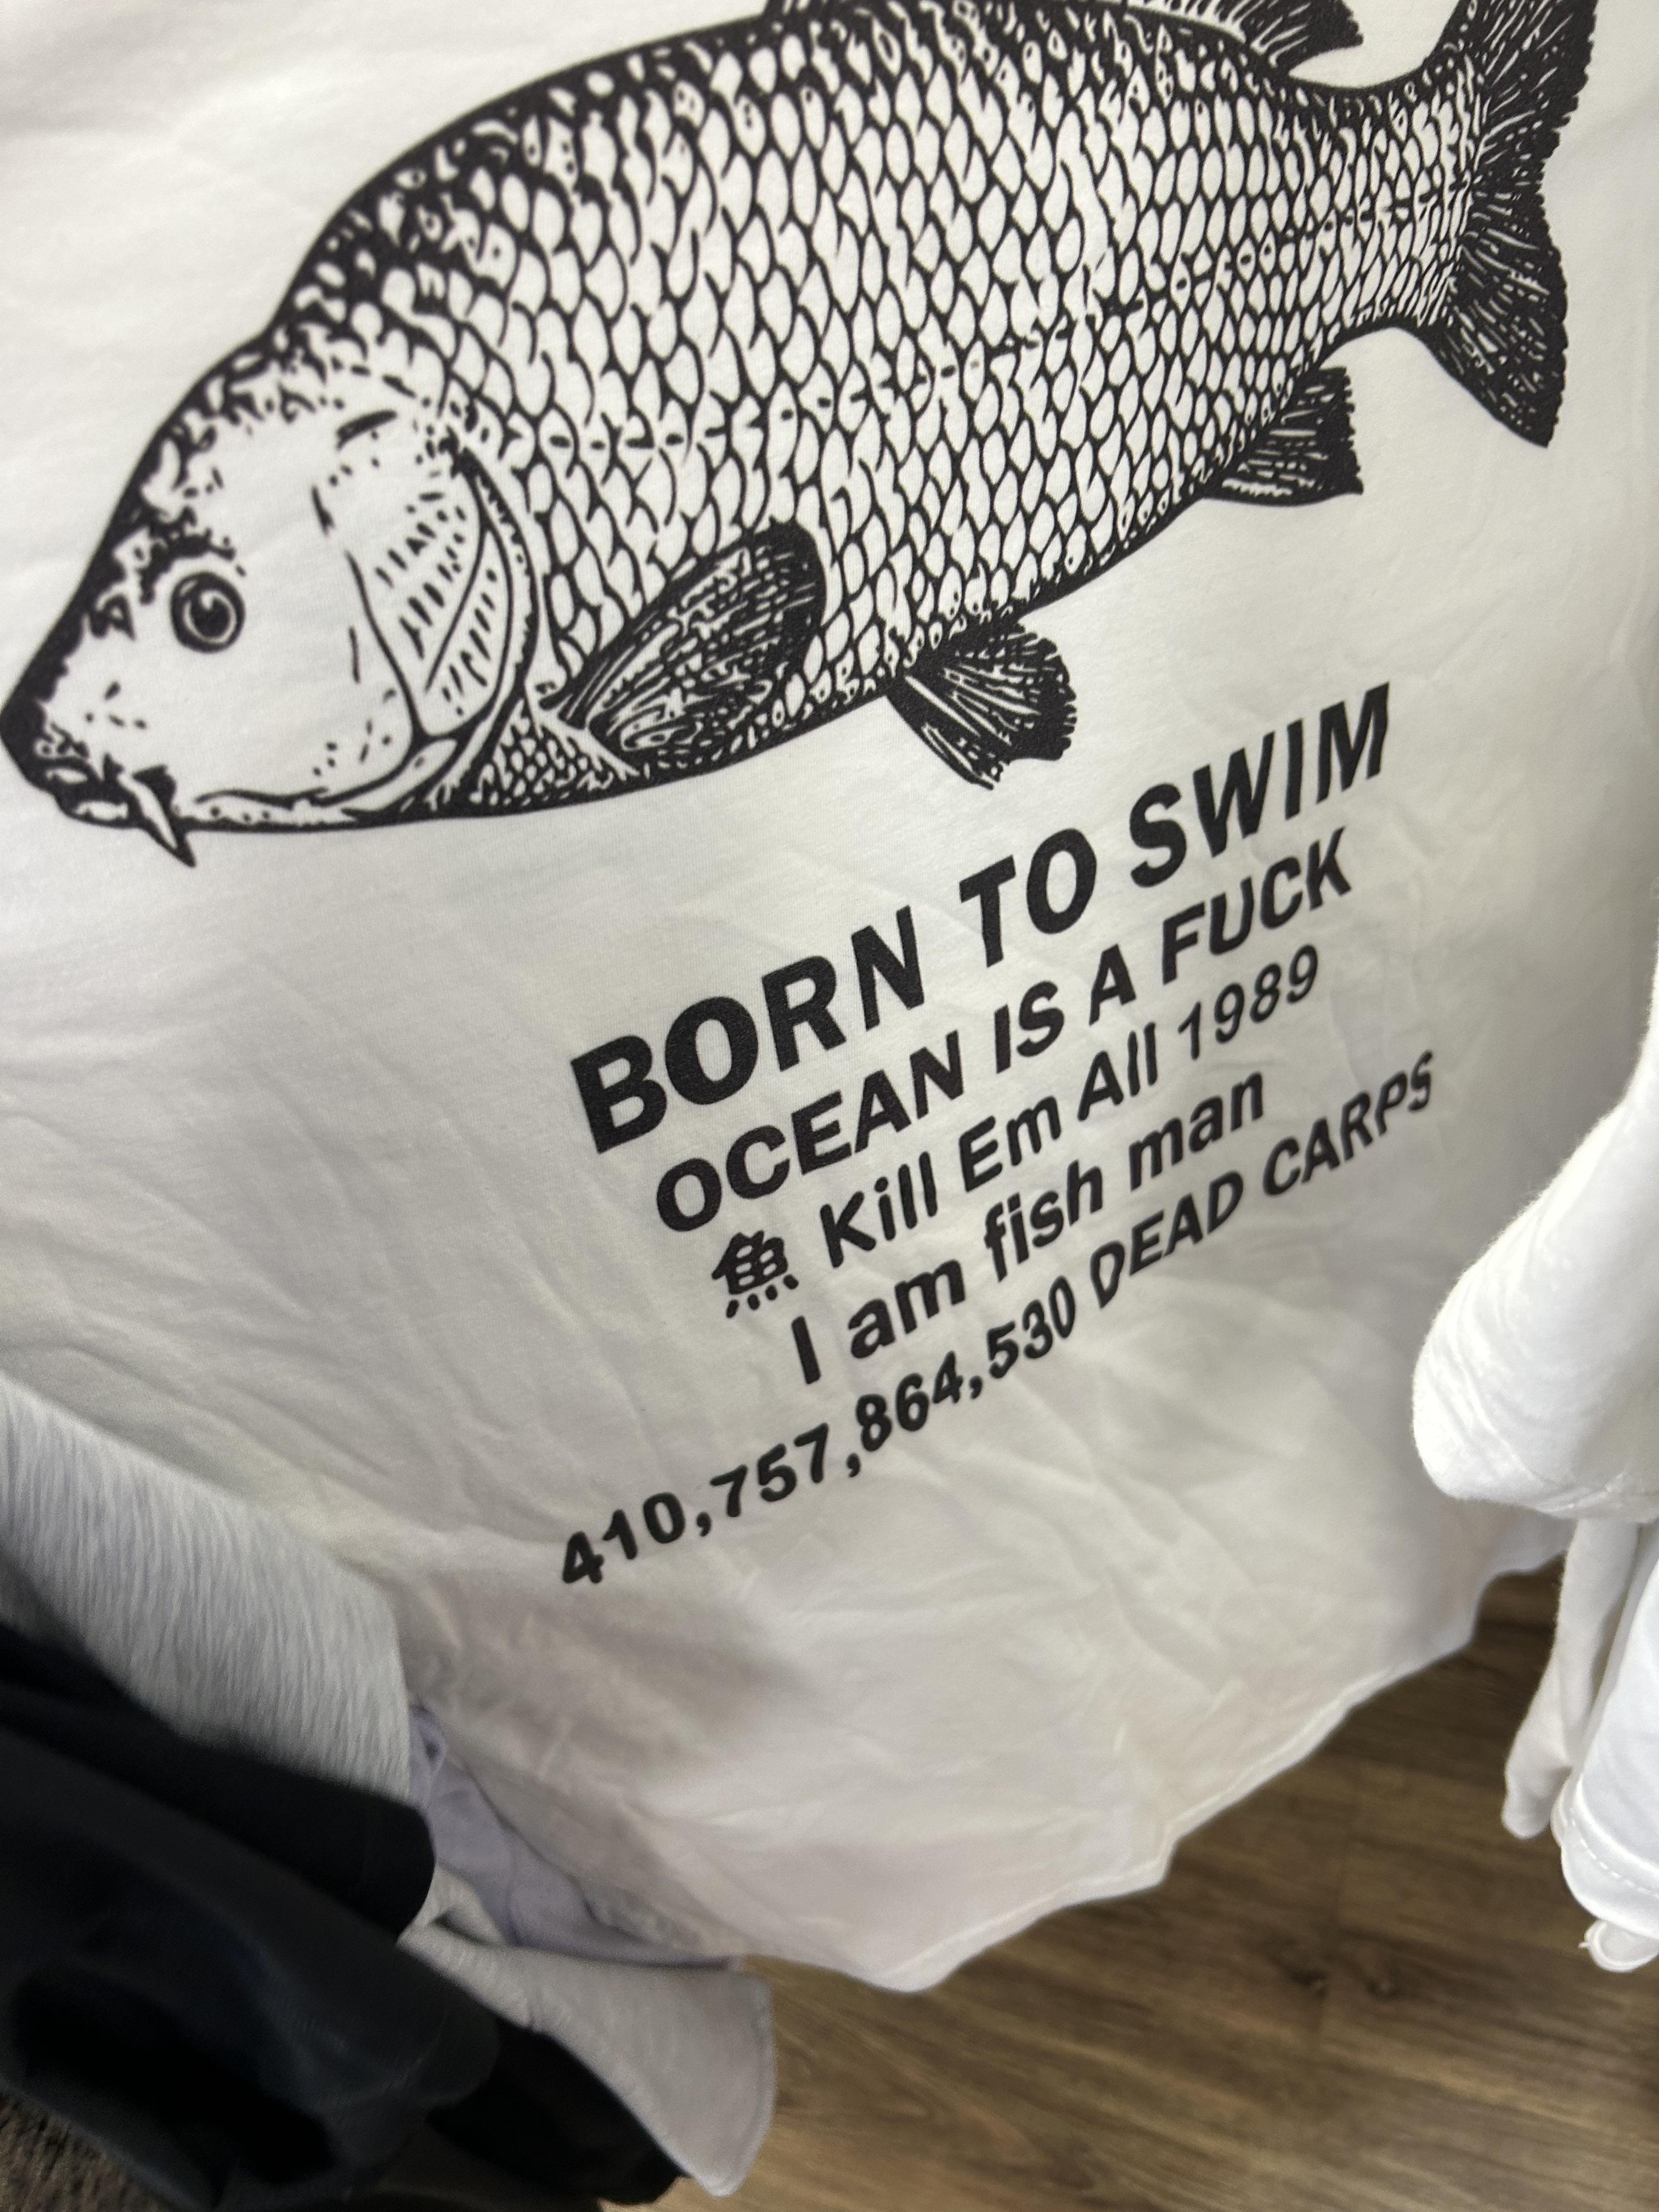 BORN TO SWIM
OCEAN IS A FUCK
魚 Kill Em All 1989
I am fish man
410,757,864,530 DEAD CARPS